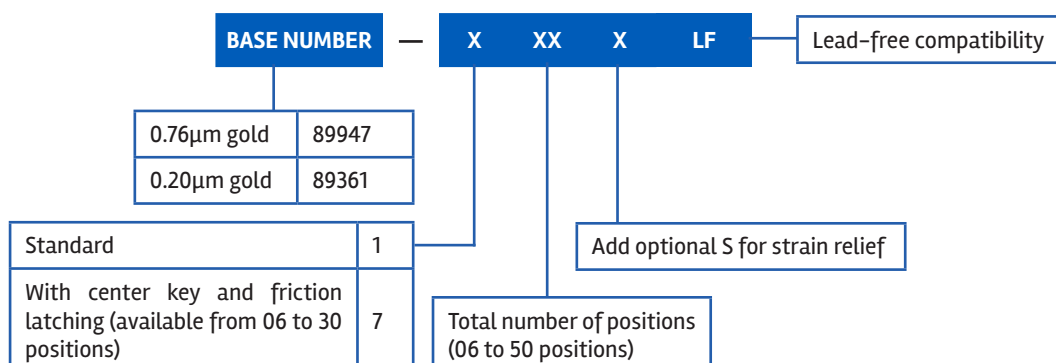 BASE NUMBER — X XX X LF
Lead-free compatibility
0.76µm gold 89947
0.20µm gold 89361
Standard 1
With center key and friction
latching (available from 06 to 30
positions)
7
Add optional S for strain relief
Total number of positions
(06 to 50 positions)